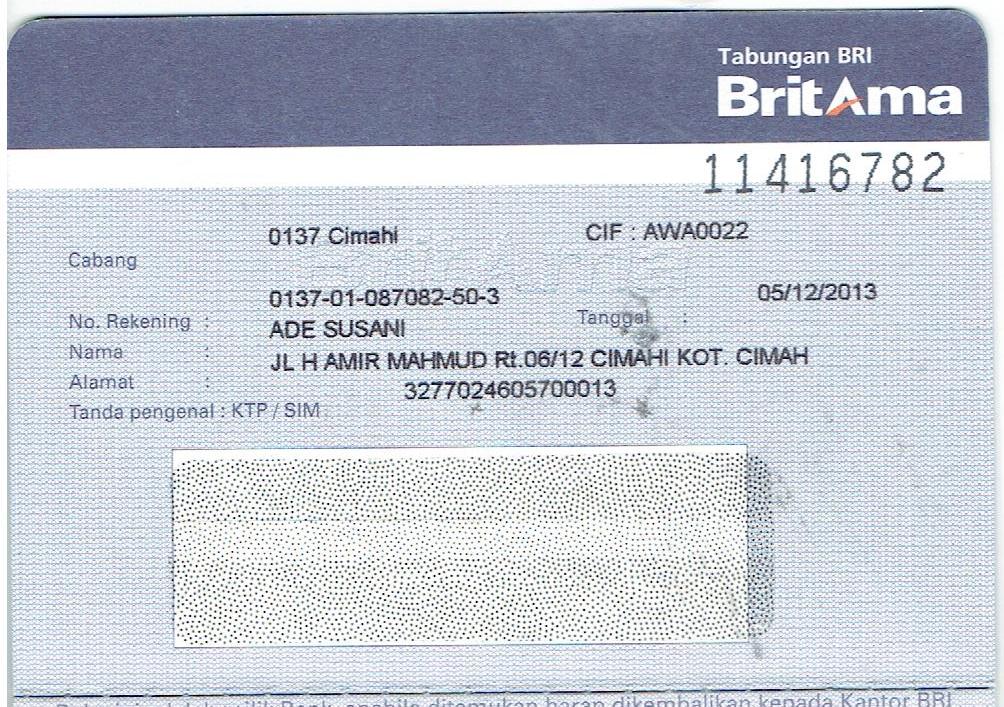 Tabungan BRI
BritAma
11416782
0137 Cimahi CIF : AWA0022
Cabang
0137-01-087082-50-3 05/12/2013
No. Rekening : Tanggal :
ADE SUSANI
Nama :
JL H AMIR MAHMUD Rt.06/12 CIMAHI KOT. CIMAH
Alamat :
3277024605700013
Tanda pengenal : KTP / SIM
Bank, apabila ditemukan harap dikembalikan kepada Kantor BRI